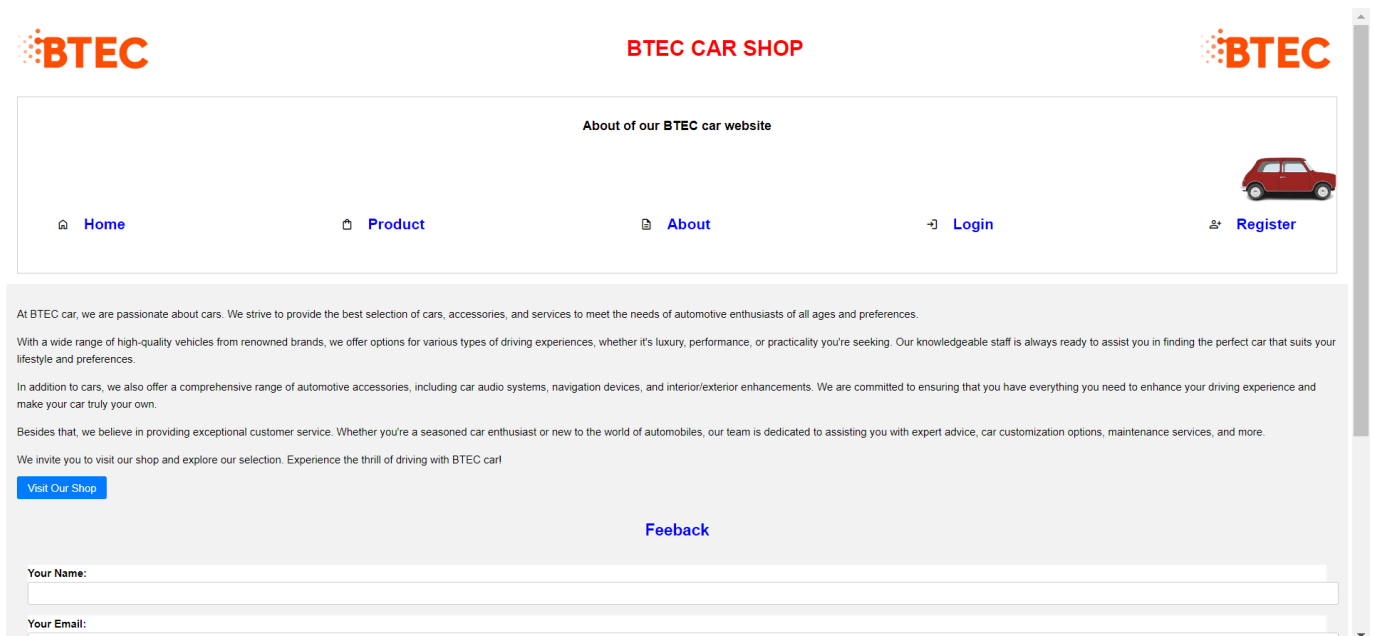 BTEC
BTEC CAR SHOP
BTEC
About of our BTEC car website
Home
Product
About
Login
Register
At BTEC car, we are passionate about cars. We strive to provide the best selection of cars, accessories, and services to meet the needs of automotive enthusiasts of all ages and preferences.
With a wide range of high-quality vehicles from renowned brands, we offer options for various types of driving experiences, whether it's luxury, performance, or practicality you're seeking. Our knowledgeable staff is always ready to assist you in finding the perfect car that suits your
lifestyle and preferences.
In addition to cars, we also offer a comprehensive range of automotive accessories, including car audio systems, navigation devices, and interior/exterior enhancements. We are committed to ensuring that you have everything you need to enhance your driving experience and
make your car truly your own.
Besides that, we believe in providing exceptional customer service. Whether you're a seasoned car enthusiast or new to the world of automobiles, our team is dedicated to assisting you with expert advice, car customization options, maintenance services, and more.
We invite you to visit our shop and explore our selection. Experience the thrill of driving with BTEC car!
Visit Our Shop
Feeback
Your Name:
Your Email: